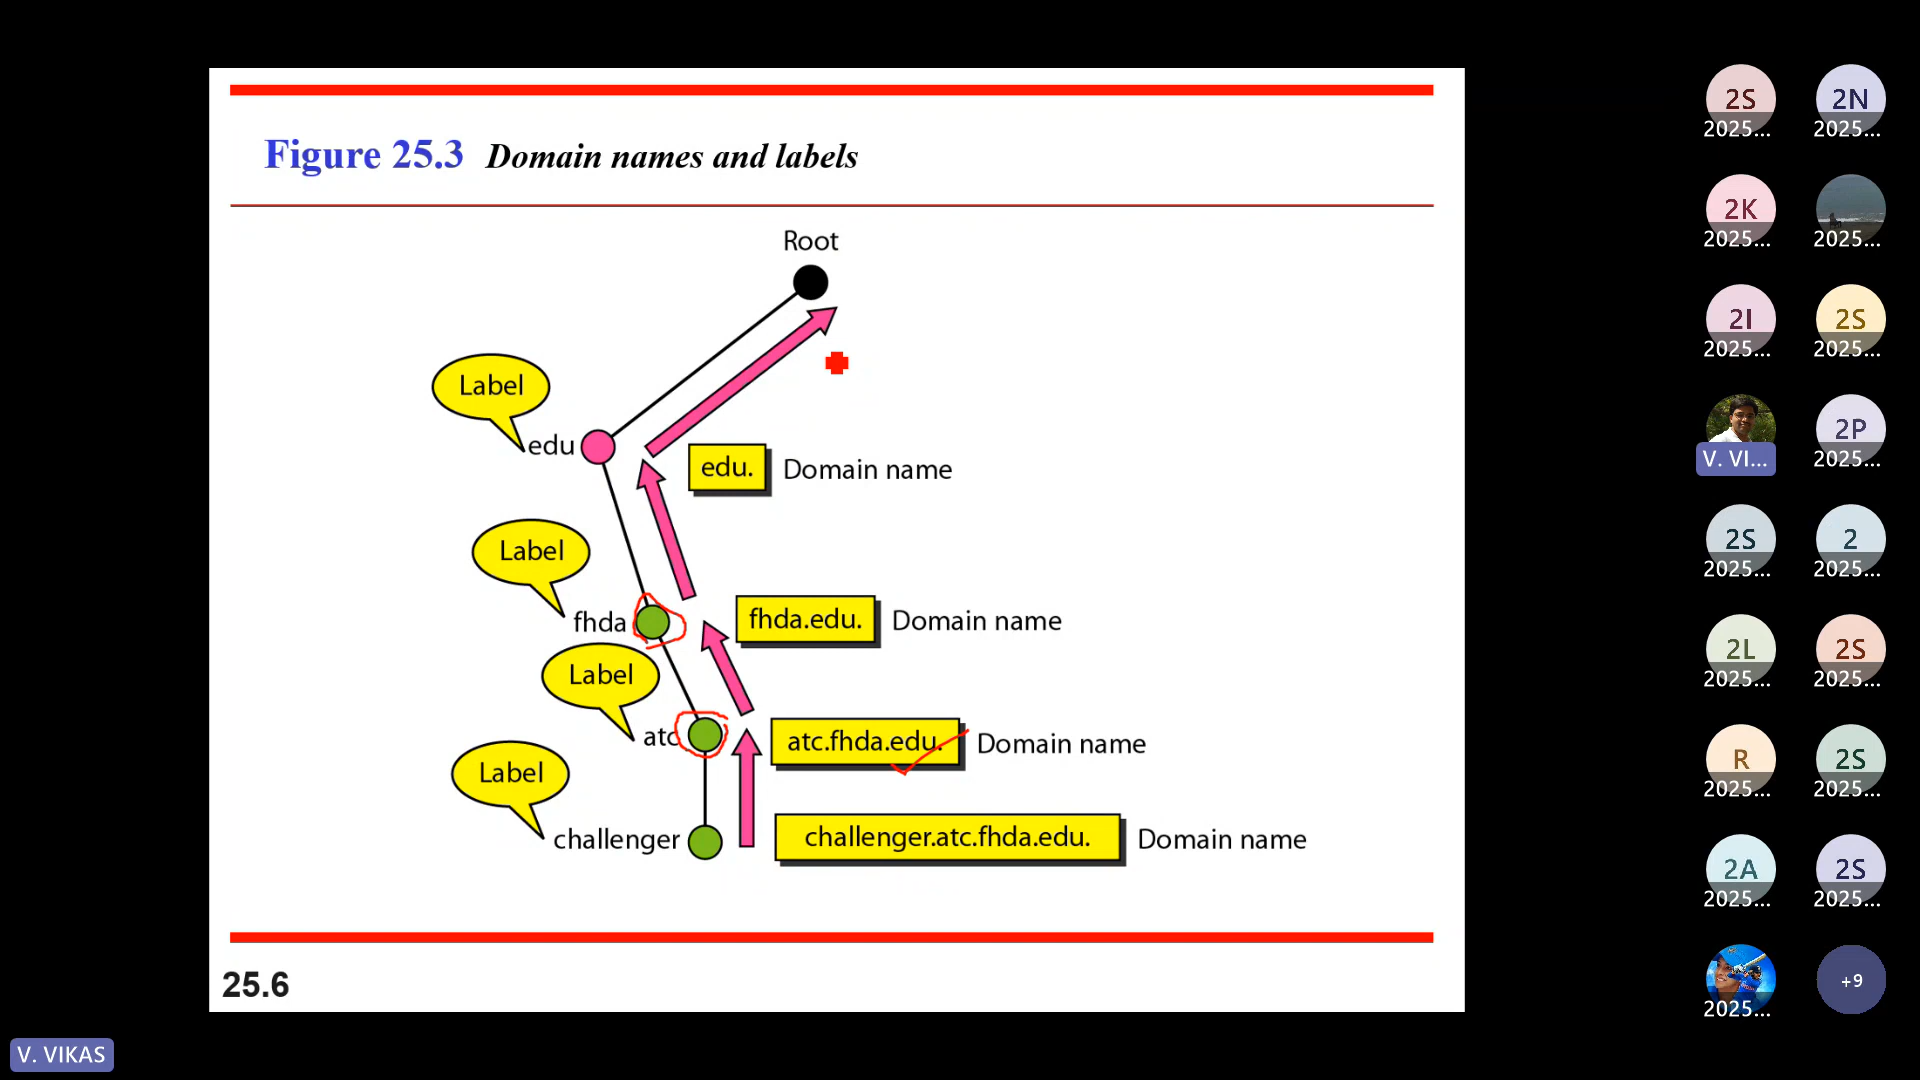 Figure 25.3 Domain names and labels
Root
Label
edu
edu. Domain name
Label
fhda
fhda.edu. Domain name
Label
atc
atc.fhda.edu. Domain name
Label
challenger
challenger.atc.fhda.edu. Domain name
25.6
V. VIKAS
2S 2N
2025... 2025...
2K
2025... 2025...
2I 2S
2025... 2025...
2P
V. VI... 2025...
2S 2
2025... 2025...
2L 2S
2025... 2025...
R 2S
2025... 2025...
2A 2S
2025... 2025...
+9
2025...